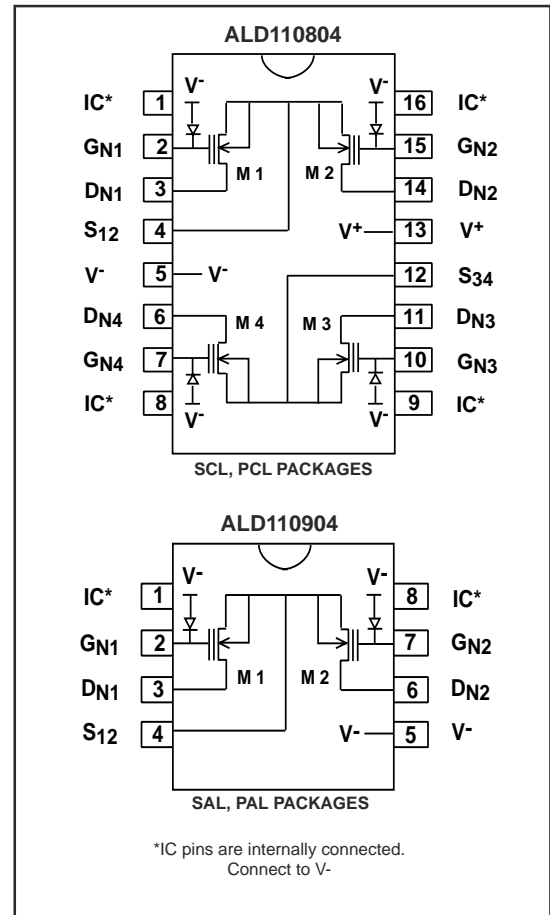 ALD110804
IC* 1 V- V- 16 IC*
GN1 2 15 GN2
DN1 3 M 1 M 2 14 DN2
S12 4 V+ 13 V+
V- 5 V- 12 S34
DN4 6 M 4 M 3 11 DN3
GN4 7 10 GN3
IC* 8 V- V- 9 IC*
SCL, PCL PACKAGES
ALD110904
IC* 1 V- V- 8 IC*
GN1 2 7 GN2
DN1 3 M 1 M 2 6 DN2
S12 4 V- 5 V-
SAL, PAL PACKAGES
*IC pins are internally connected.
Connect to V-